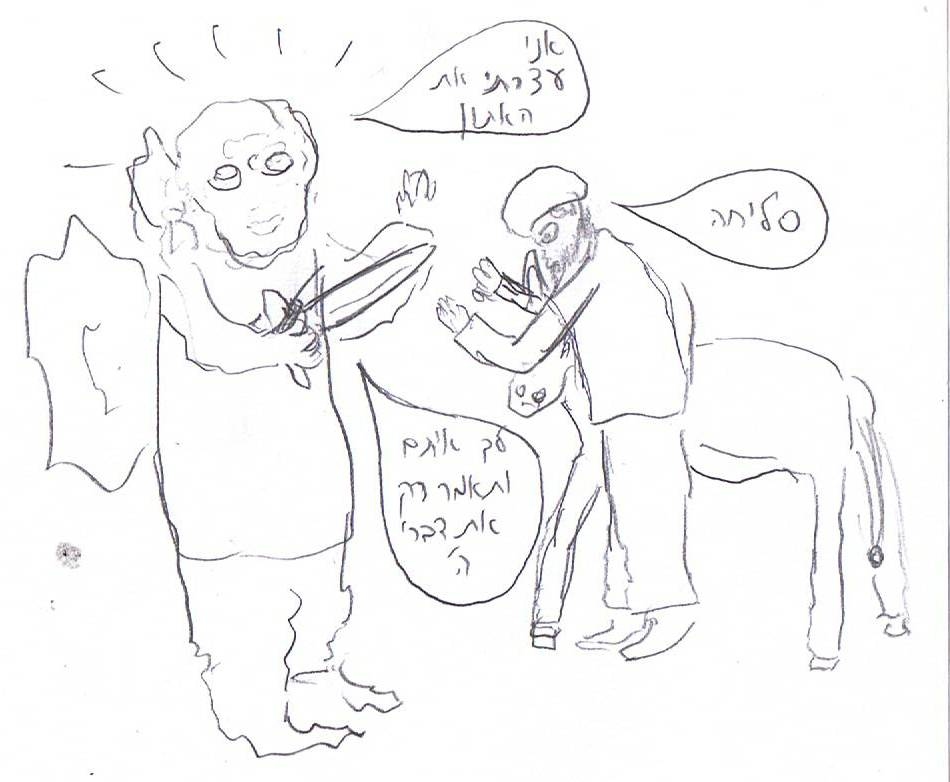 אני
עצרתי את
האתון
סליחה
לך איתם
ותאמר רק
את דברי
ה'